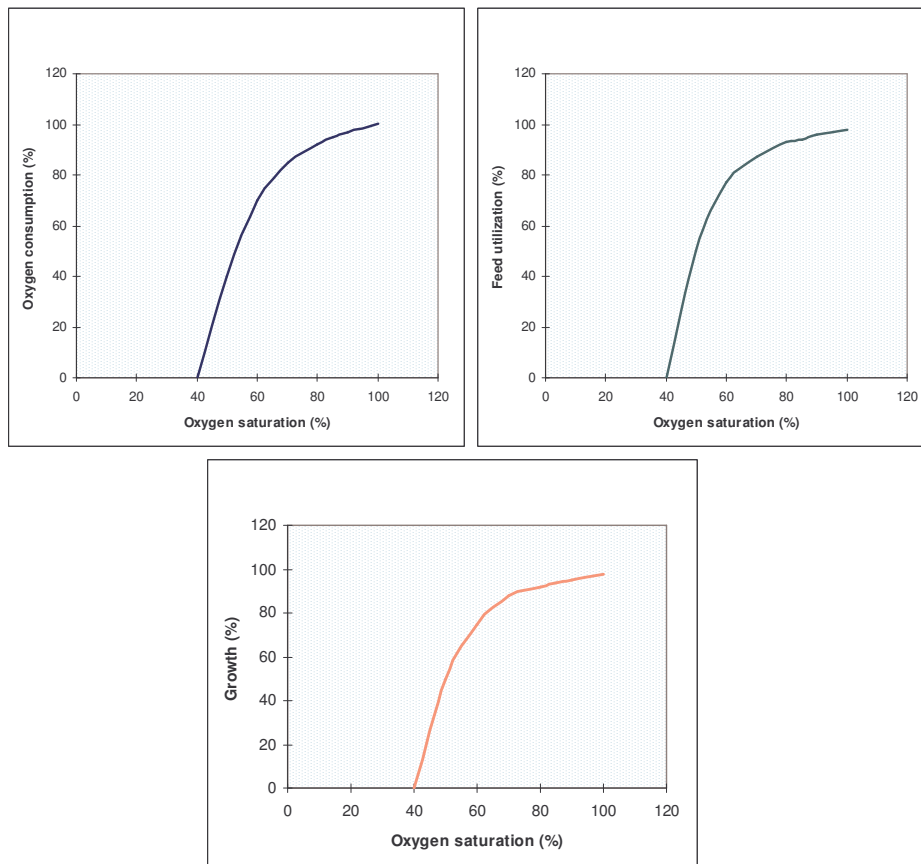 120
100
80
60
40
20
0
0 20 40 60 80 100 120
Oxygen consumption (%)
Oxygen saturation (%)
120
100
80
60
40
20
0
0 20 40 60 80 100 120
Feed utilization (%)
Oxygen saturation (%)
120
100
80
60
40
20
0
0 20 40 60 80 100 120
Growth (%)
Oxygen saturation (%)